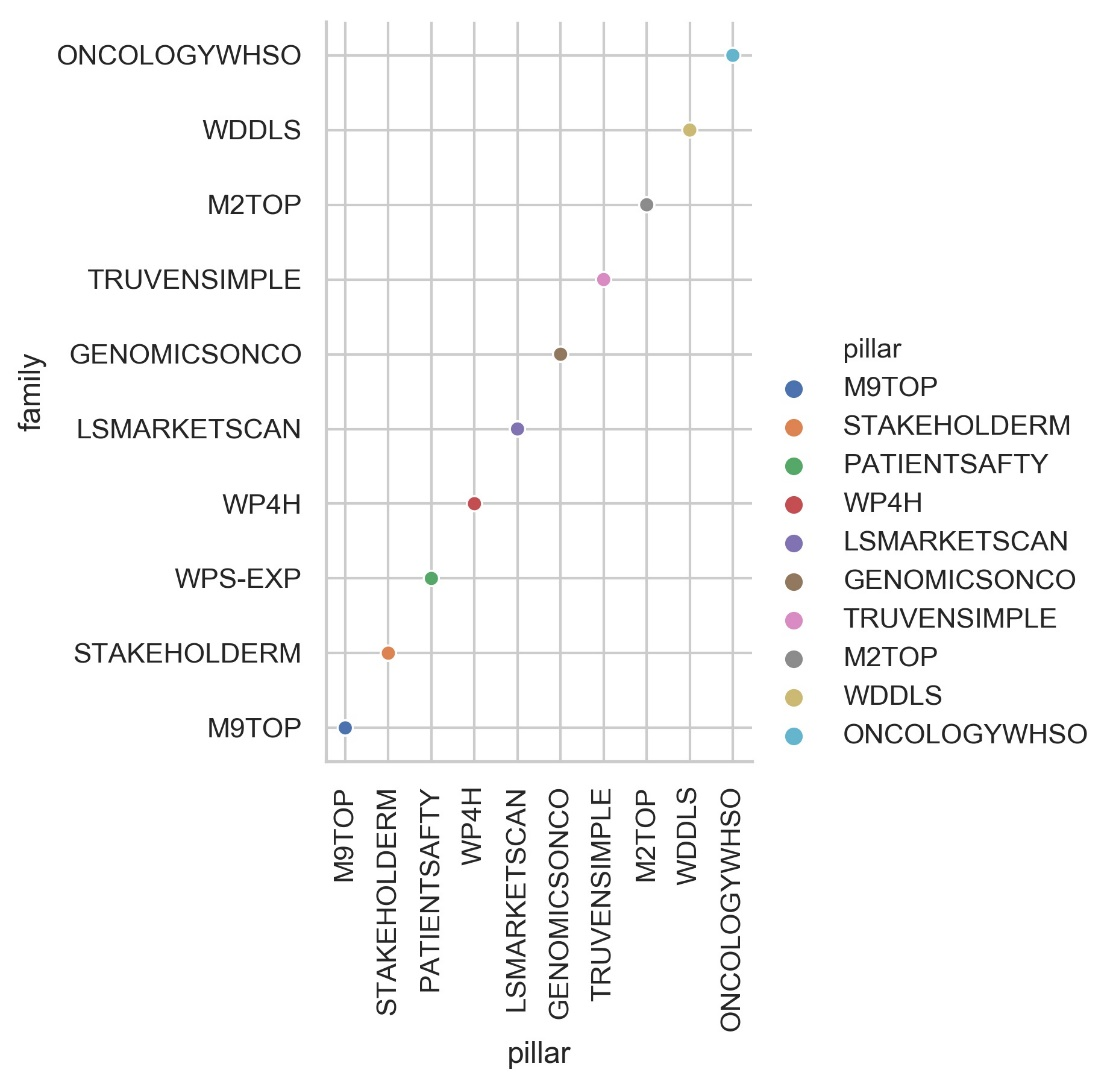 ONCOLOGYWHSO
WDDLS
M2TOP
TRUVENSIMPLE
GENOMICSONCO
LSMARKETSCAN
WP4H
WPS-EXP
STAKEHOLDERM
M9TOP
family
M9TOP
STAKEHOLDERM
PATIENTSAFTY
WP4H
LSMARKETSCAN
GENOMICSONCO
TRUVENSIMPLE
M2TOP
WDDLS
ONCOLOGYWHSO
pillar
pillar
M9TOP
STAKEHOLDERM
PATIENTSAFTY
WP4H
LSMARKETSCAN
GENOMICSONCO
TRUVENSIMPLE
M2TOP
WDDLS
ONCOLOGYWHSO